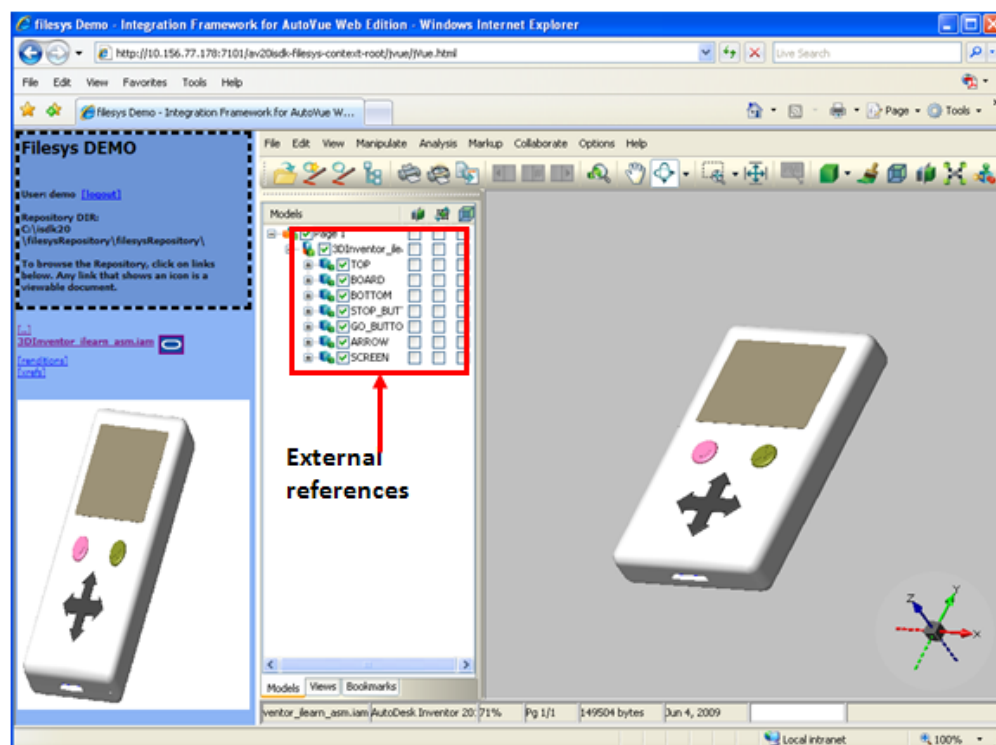 filesys Demo - Integration Framework for AutoVue Web Edition - Windows Internet Explorer
http://10.156.77.178:7101/av20isdk-filesys-context-root/jvue/jVue.html
Live Search
File Edit View Favorites Tools Help
filesys Demo - Integration Framework for AutoVue W...
Page Tools
Filesys DEMO
User: demo [logout]
Repository DIR:
C:\isdk20
\filesysRepository\filesysRepository\
To browse the Repository, click on links
below. Any link that shows an icon is a
viewable document.
[..]
3DInventor_ilearn_asm.iam
[renditions]
[xrefs]
File Edit View Manipulate Analysis Markup Collaborate Options Help
Models
Page 1
3DInventor_ile
TOP
BOARD
BOTTOM
STOP_BUT
GO_BUTTO
ARROW
SCREEN
External
references
Z
Y
X
Models Views Bookmarks
ventor_ilearn_asm.iam AutoDesk Inventor 20 71% Pg 1/1 149504 bytes Jun 4, 2009
Local intranet 100%